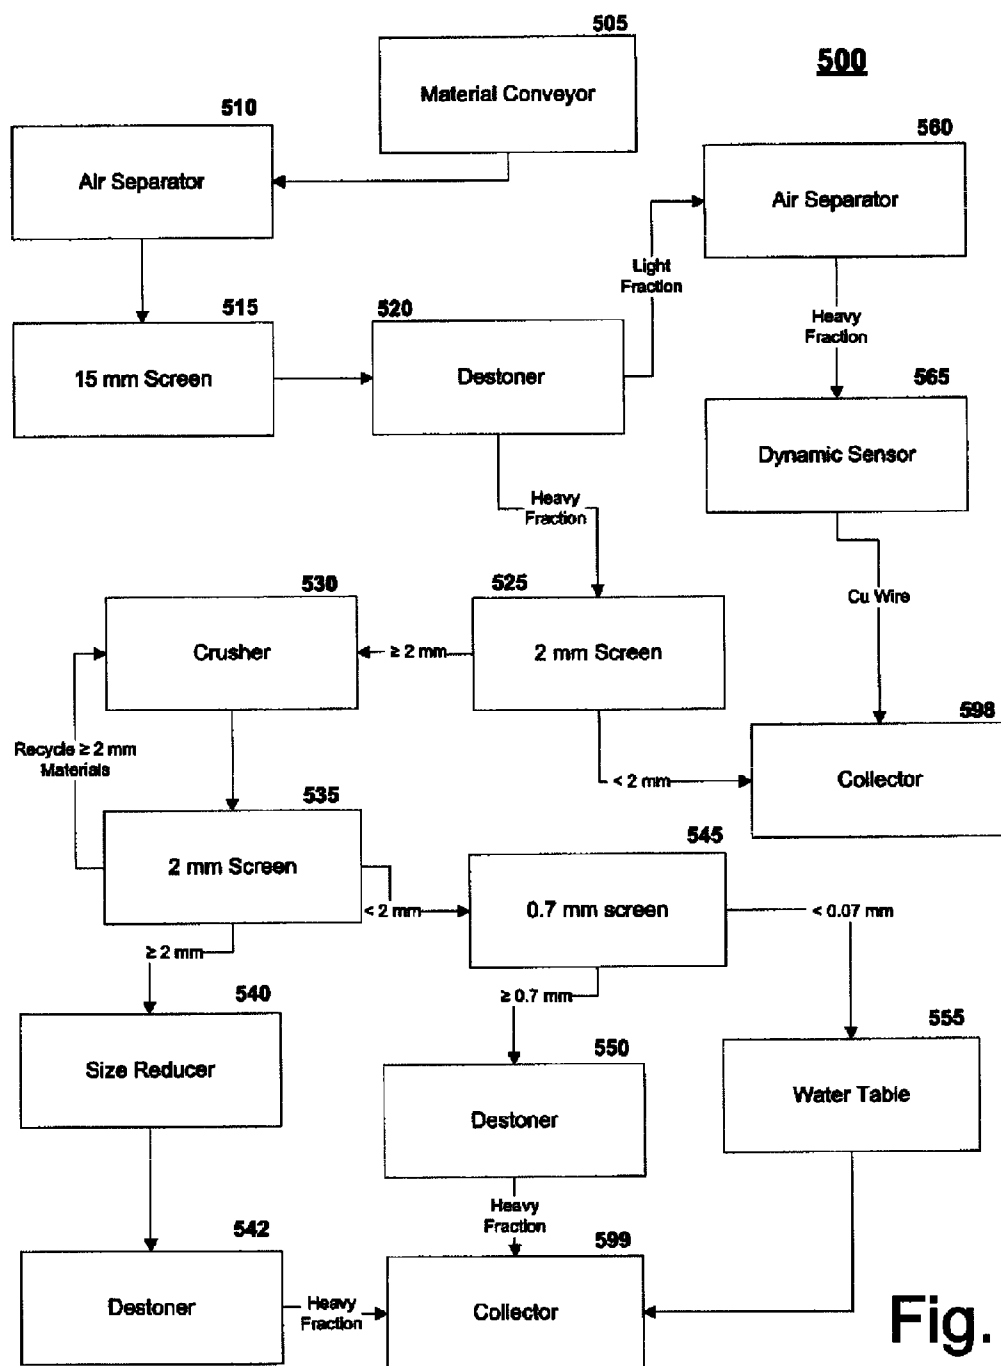 505
500
Material Conveyor
510
Air Separator
560
Air Separator
Light
Fraction
515
15 mm Screen
520
Destoner
Heavy
Fraction
565
Dynamic Sensor
Heavy
Fraction
530
Crusher
525
≥ 2 mm
2 mm Screen
Cu Wire
598
Collector
< 2 mm
Recycle ≥ 2 mm
Materials
535
2 mm Screen
545
< 2 mm
0.7 mm screen
< 0.07 mm
≥ 2 mm
≥ 0.7 mm
540
Size Reducer
550
Destoner
555
Water Table
Heavy
Fraction
542
Destoner
Heavy
Fraction
599
Collector
Fig.